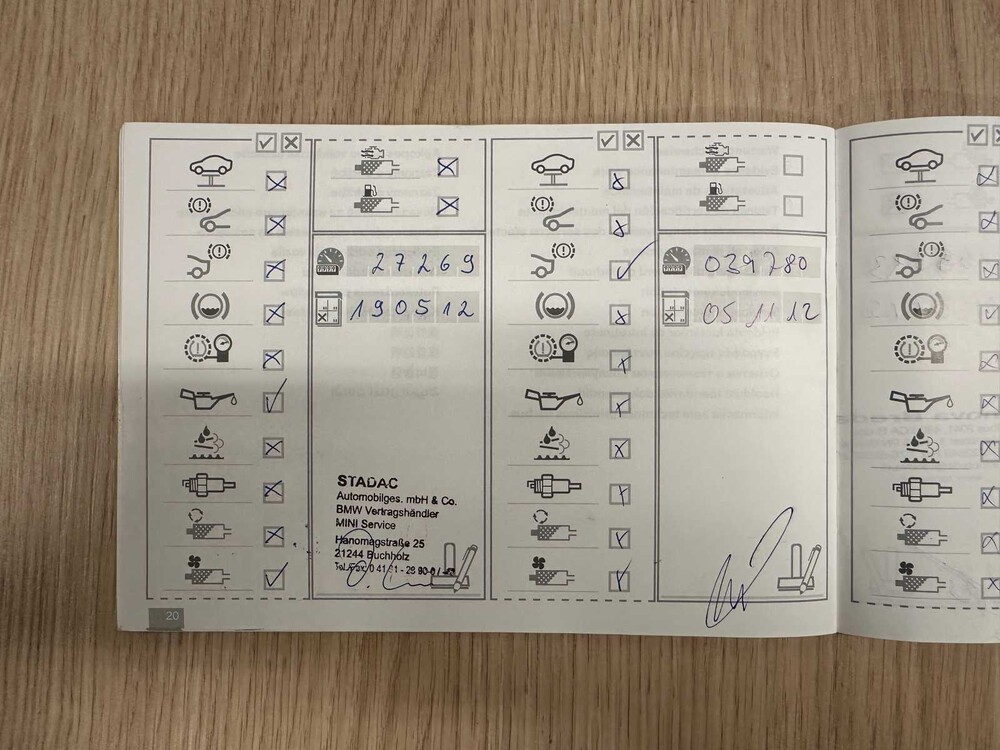 27269
190512
STADAC
Automobilges. mbH & Co.
BMW Vertragshändler
MINI Service
Hanomagstraße 25
21244 Buchholz
039780
05 11 12
20